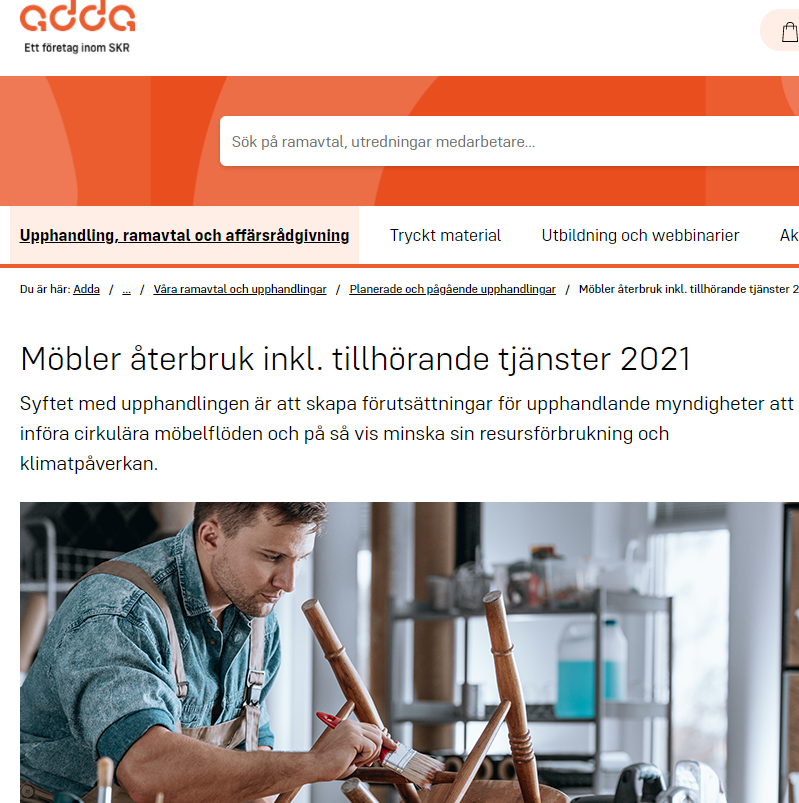 adda
Ett företag inom SKR
Sök på ramavtal, utredningar medarbetare...
Upphandling, ramavtal och affärsrådgivning Tryckt material Utbildning och webbinarier Ak
Du är här: Adda / ... / Våra ramavtal och upphandlingar / Planerade och pågående upphandlingar / Möbler återbruk inkl. tillhörande tjänster 2
Möbler återbruk inkl. tillhörande tjänster 2021
Syftet med upphandlingen är att skapa förutsättningar för upphandlande myndigheter att
införa cirkulära möbelflöden och på så vis minska sin resursförbrukning och
klimatpåverkan.